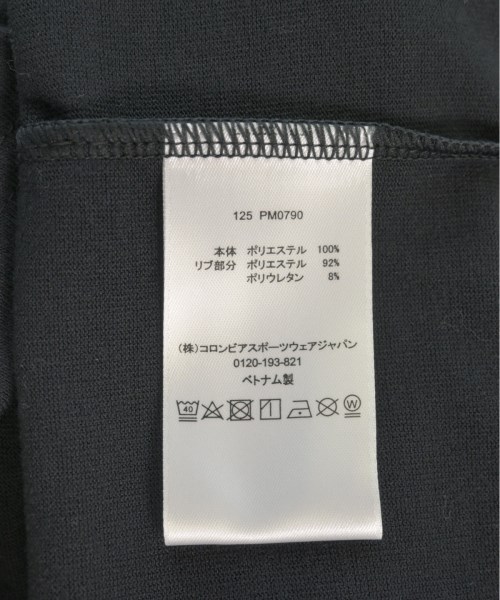 125 PM0790
本体 ポリエステル 100%
リブ部分 ポリエステル 92%
ポリウレタン 8%
(株)コロンビアスポーツウェアジャパン
0120-193-821
ベトナム製
40 W